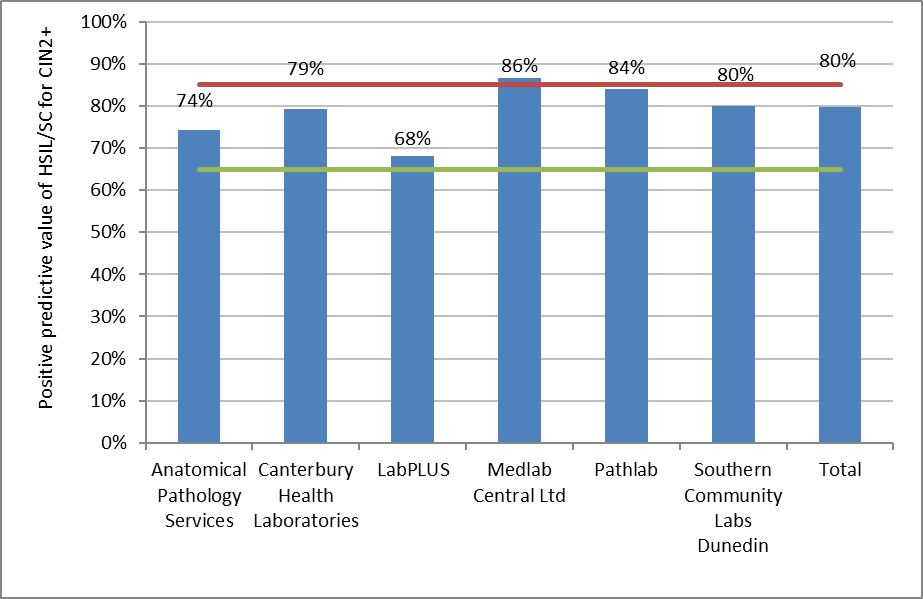 Positive predictive value of HSIL/SC for CIN2+
100%
90%
80%
70%
60%
50%
40%
30%
20%
10%
0%
74%
79%
68%
86%
84%
80%
80%
Anatomical
Pathology
Services
Canterbury
Health
Laboratories
LabPLUS
Medlab
Central Ltd
Pathlab
Southern
Community
Labs
Dunedin
Total